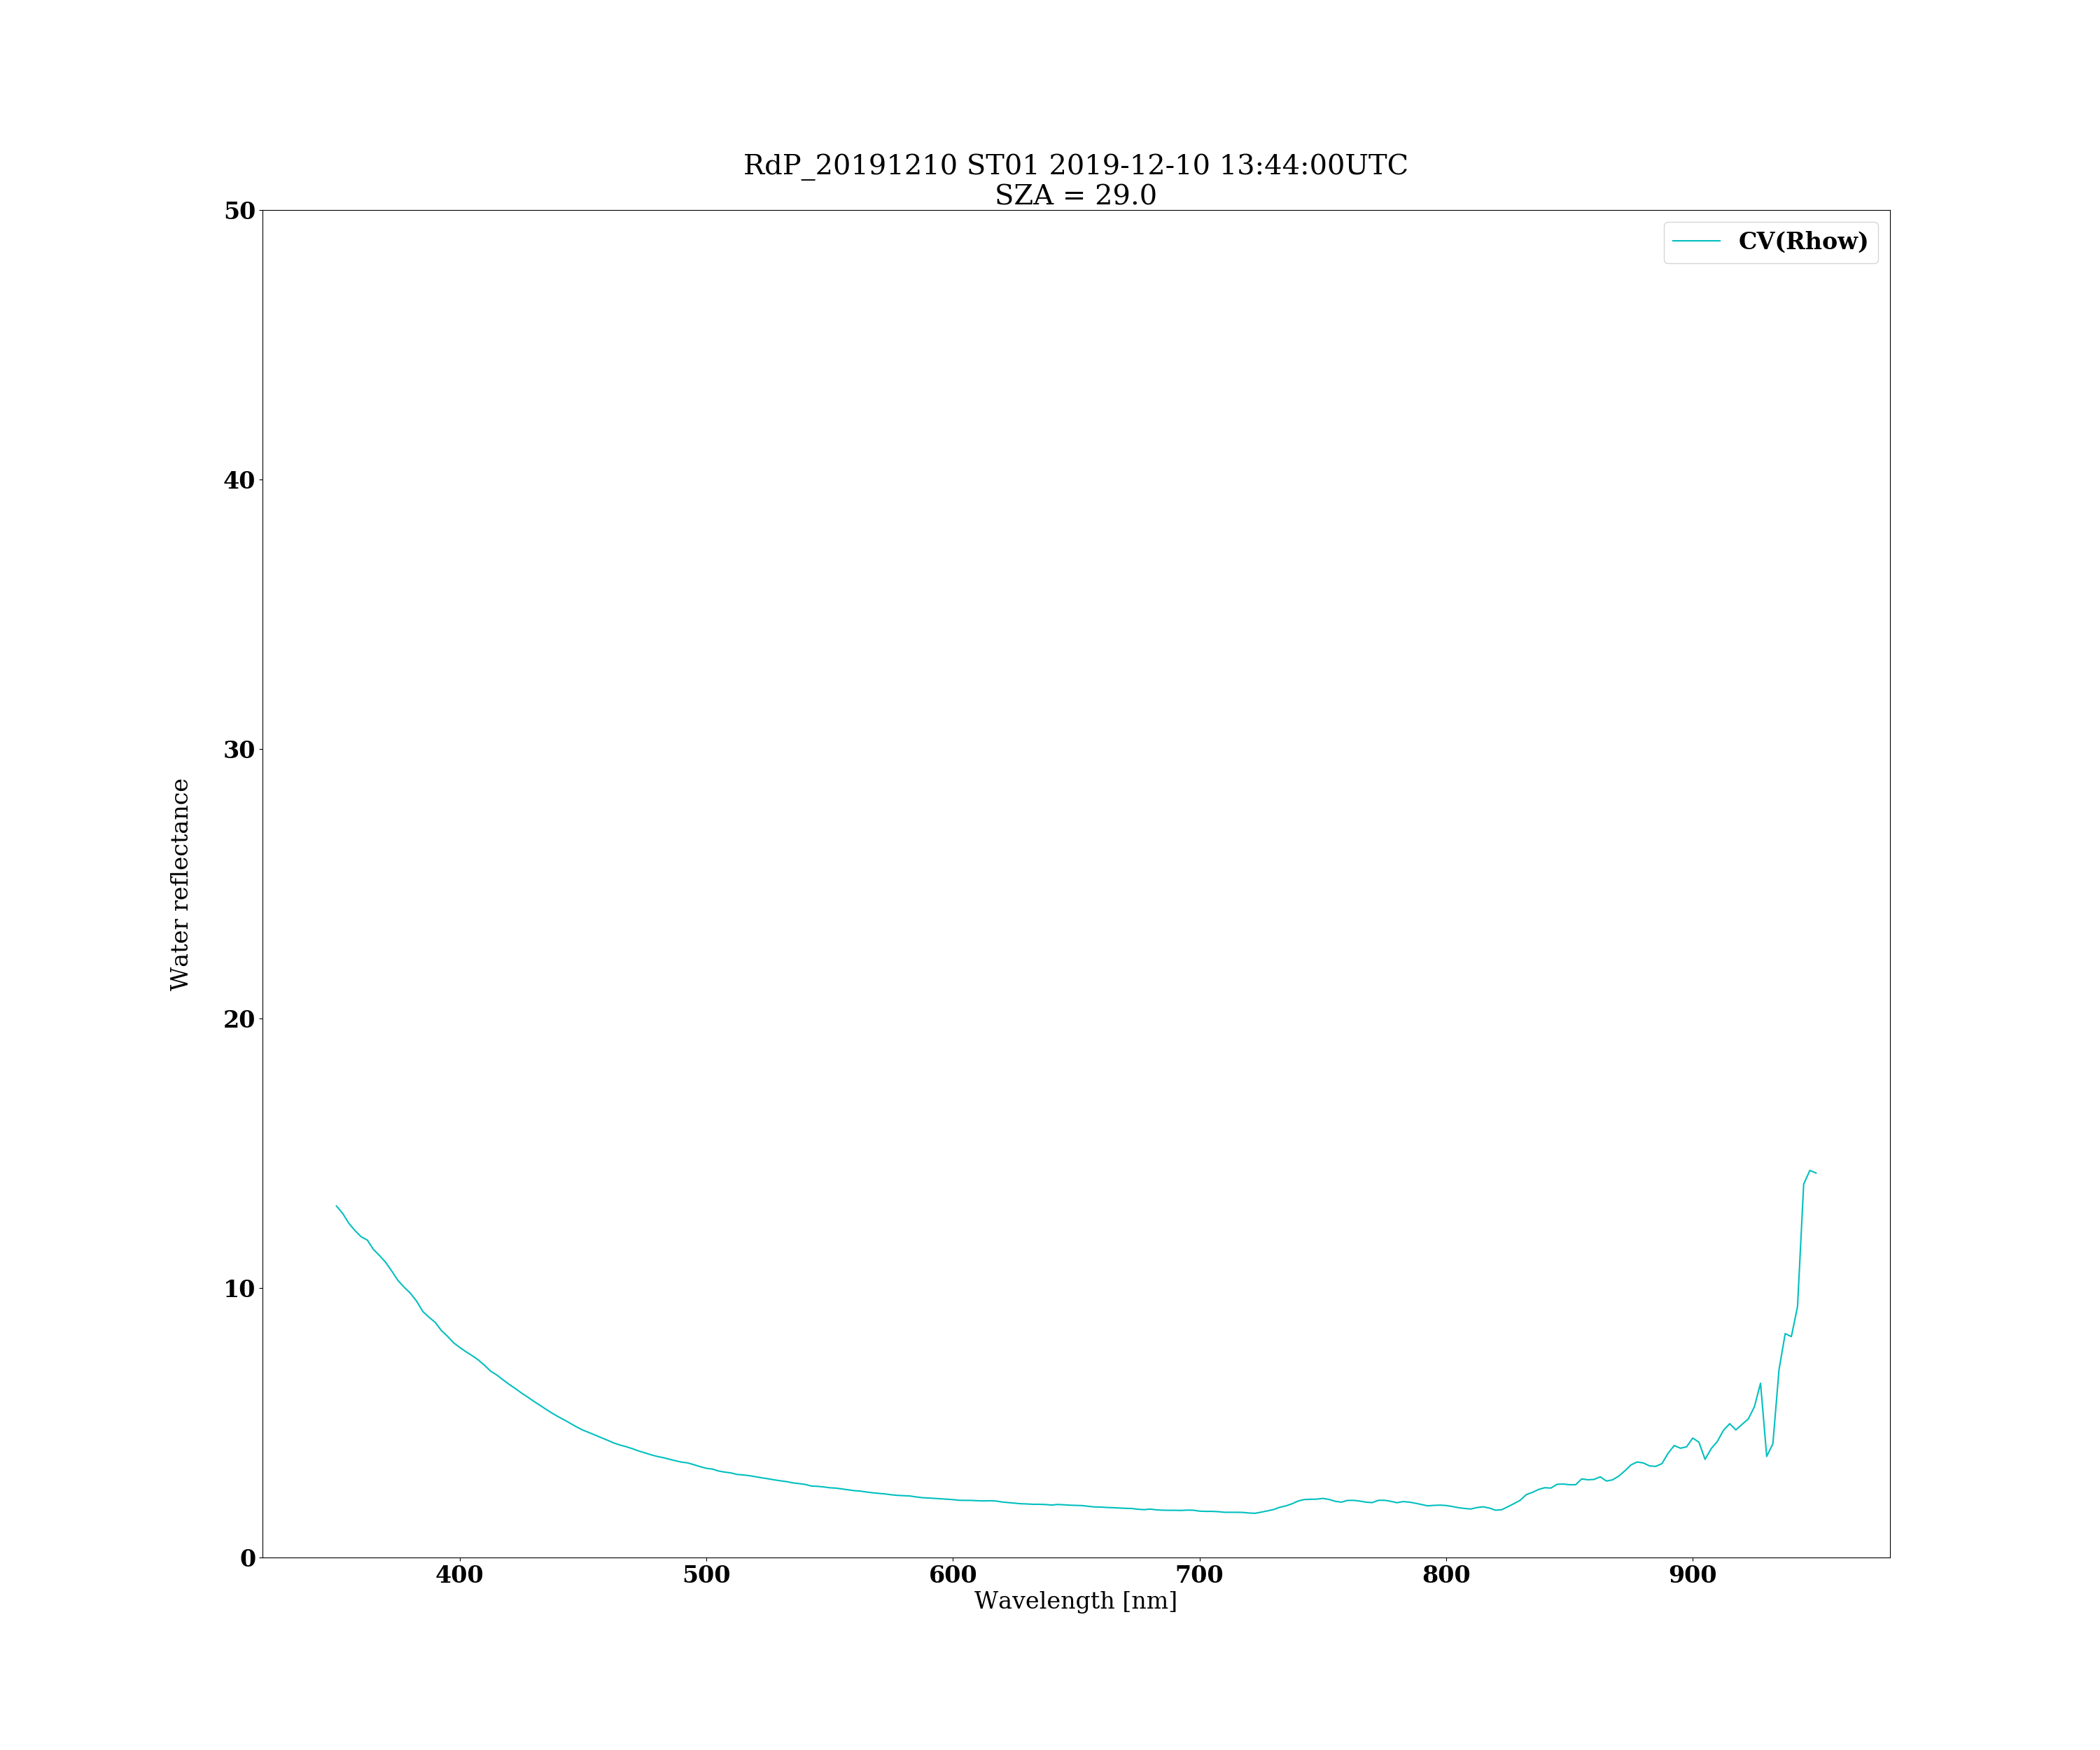 RdP_20191210 ST01 2019-12-10 13:44:00UTC
SZA = 29.0
CV(Rhow)
50
40
30
20
10
0
Water reflectance
400 500 600 700 800 900
Wavelength [nm]